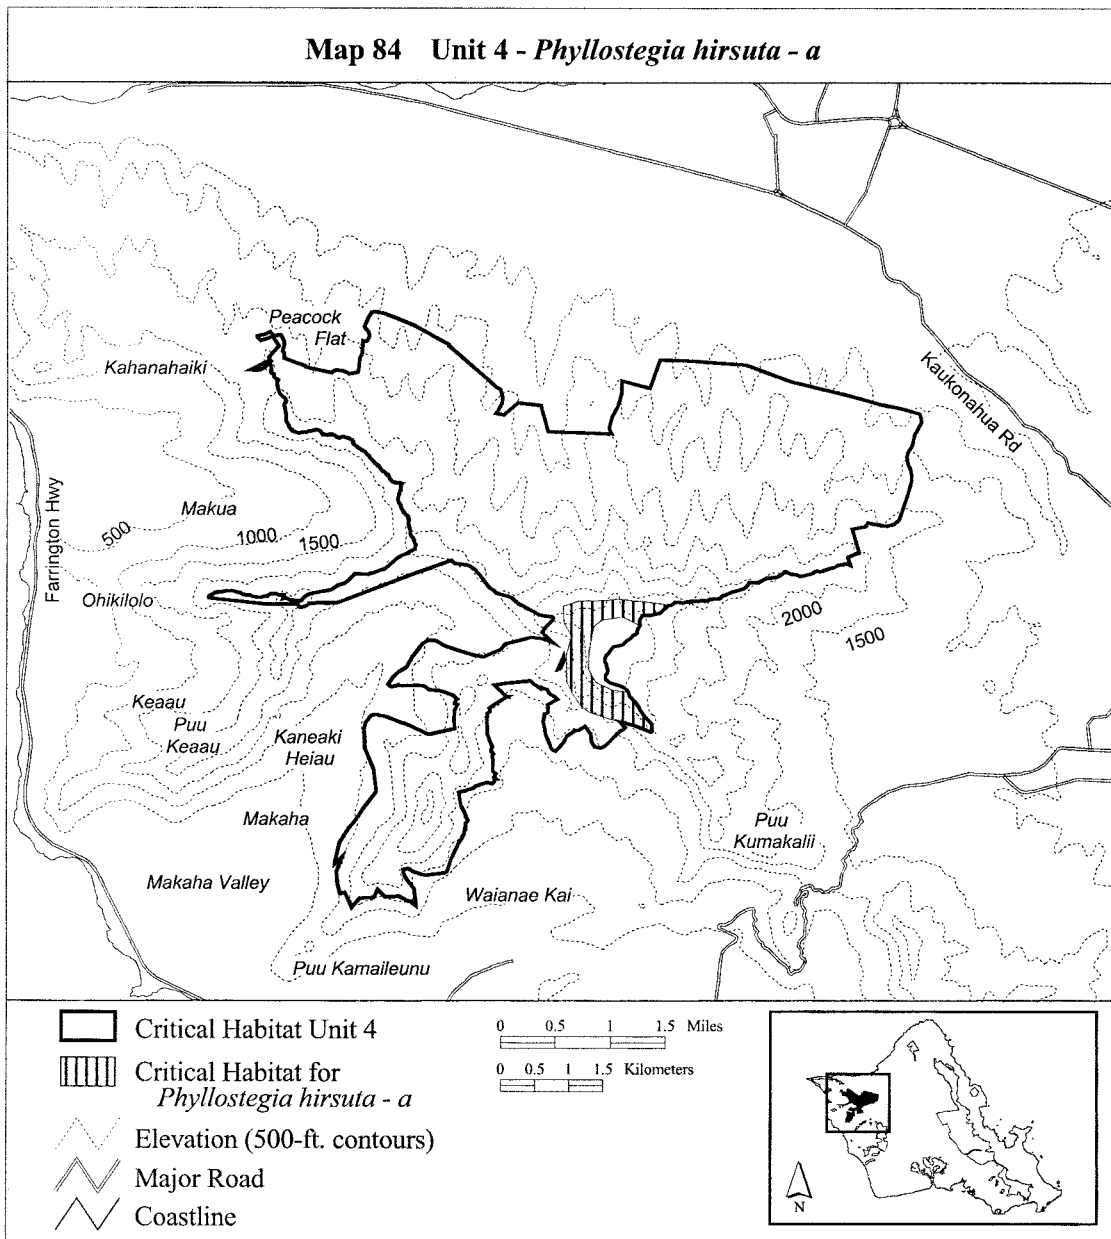 Map 84 Unit 4 - Phyllostegia hirsuta - a
Peacock
Flat
Kahanahaiki
Kaukonahua Rd
Farrington Hwy
Makua
500
1000
1500
Ohikilolo
2000
1500
Keaau
Puu
Keaau
Kaneaki
Heiau
Makaha
Puu
Kumakalii
Makaha Valley
Waianae Kai
Puu Kamaileunu
Critical Habitat Unit 4
Critical Habitat for
Phyllostegia hirsuta - a
Elevation (500-ft. contours)
Major Road
Coastline
0 0.5 1 1.5 Miles
0 0.5 1 1.5 Kilometers
N